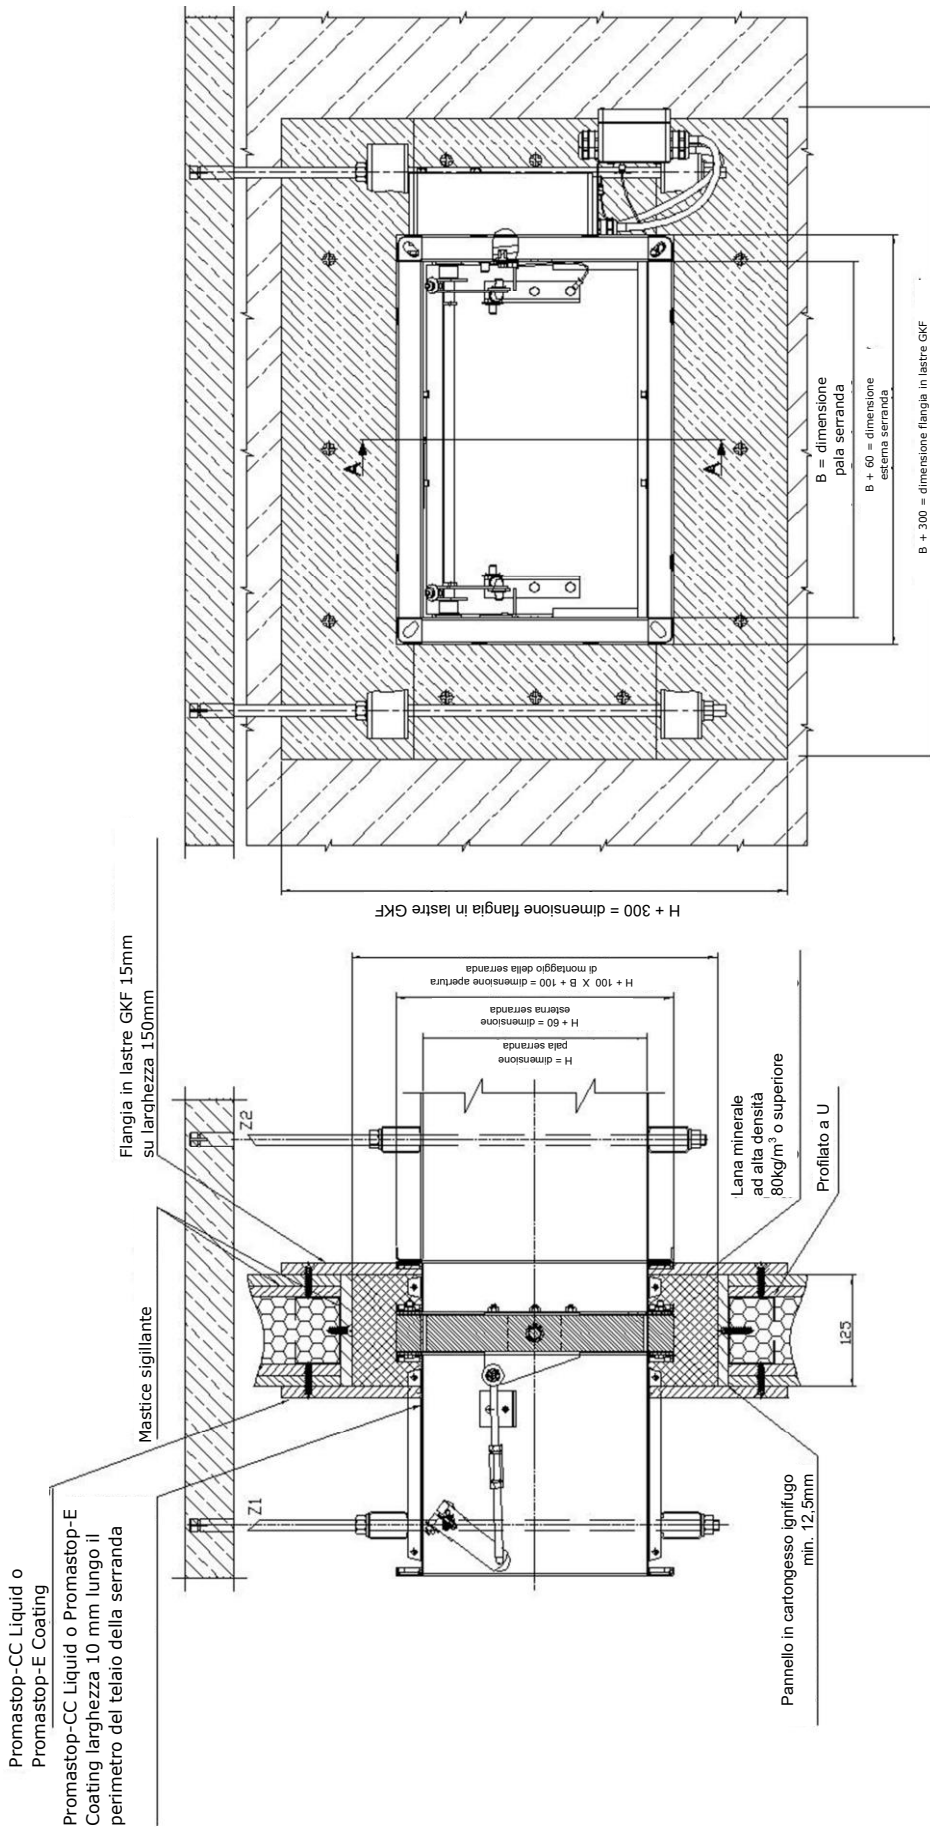 Promastop-CC Liquid o
Promastop-E Coating
Promastop-CC Liquid o Promastop-E
Coating larghezza 10 mm lungo il
perimetro del telaio della serranda
Mastice sigillante
Flangia in lastre GKF 15mm
su larghezza 150mm
Z1
Z2
H = dimensione
pala serranda
H + 60 = dimensione
esterna serranda
H + 100 X B + 100 = dimensione apertura
di montaggio della serranda
H + 300 = dimensione flangia in lastre GKF
Pannello in cartongesso ignifugo
min. 12,5mm
125
Lana minerale
ad alta densità
80kg/m³ o superiore
Profilato a U
A
A
B = dimensione
pala serranda
B + 60 = dimensione
esterna serranda
B + 300 = dimensione flangia in lastre GKF